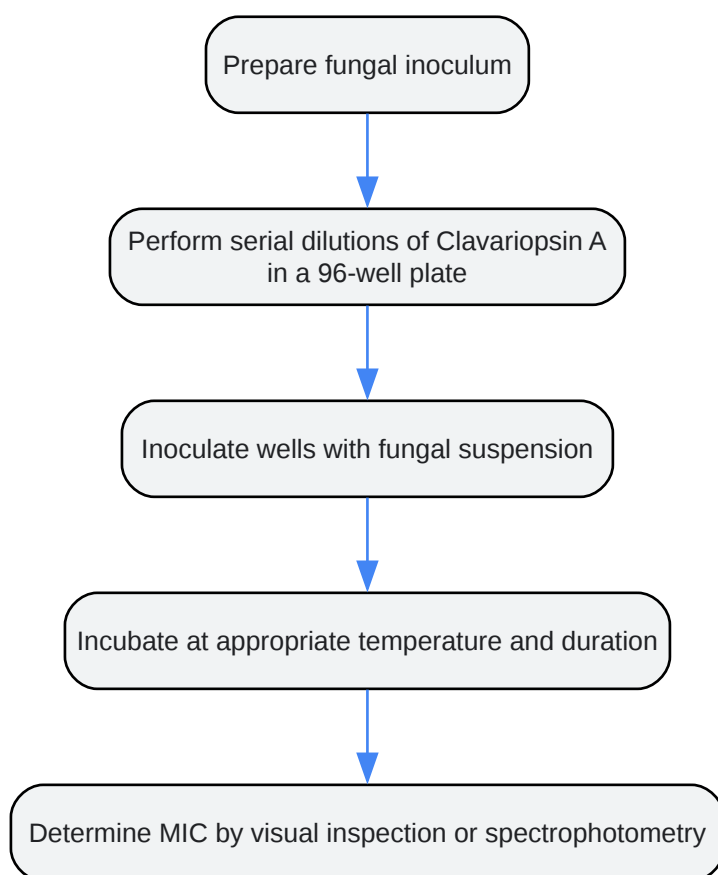 Prepare fungal inoculum
Perform serial dilutions of Clavariopsin A
in a 96-well plate
Inoculate wells with fungal suspension
Incubate at appropriate temperature and duration
Determine MIC by visual inspection or spectrophotometry